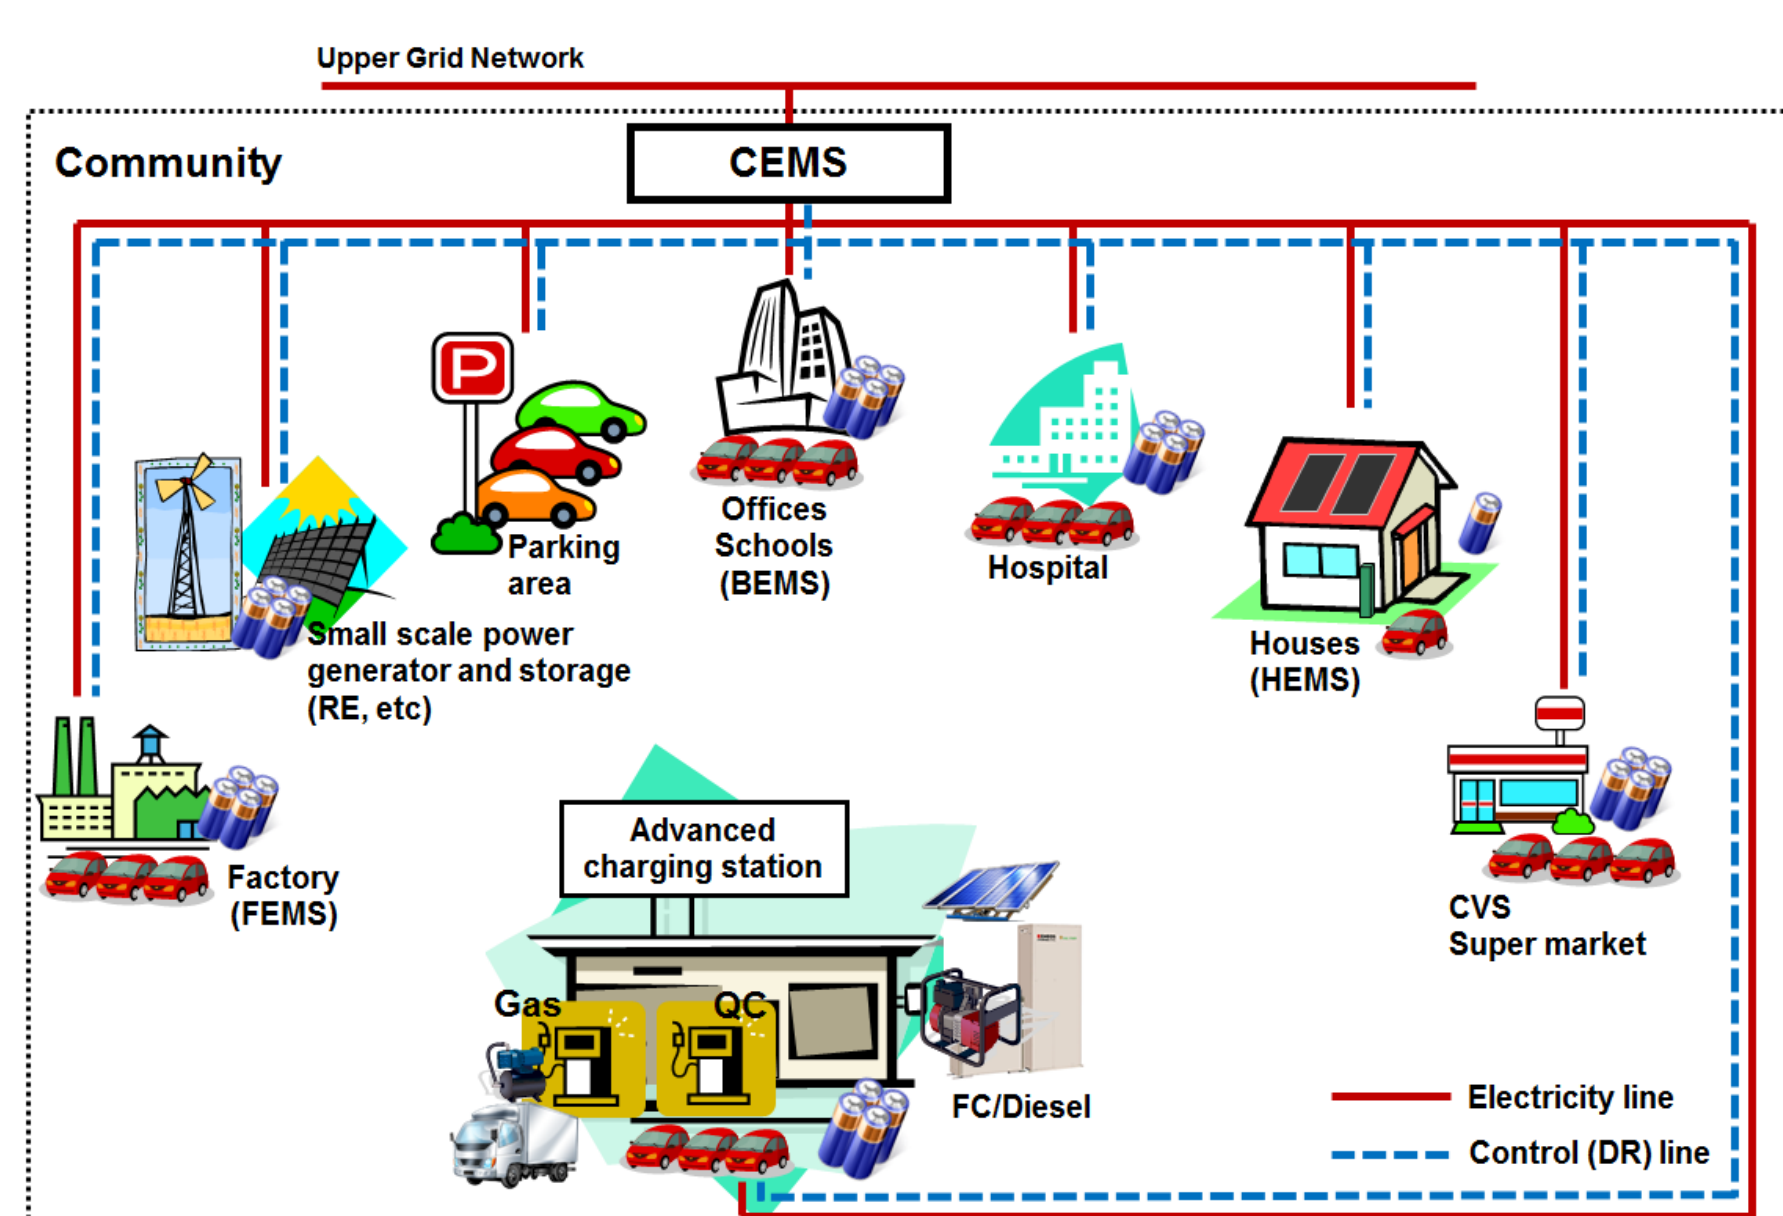 Upper Grid Network
Community
CEMS
P
Offices
Schools
(BEMS)
Parking
area
Hospital
Small scale power
generator and storage
(RE, etc)
Houses
(HEMS)
Factory
(FEMS)
Advanced
charging station
CVS
Super market
Gas
QC
FC/Diesel
Electricity line
Control (DR) line